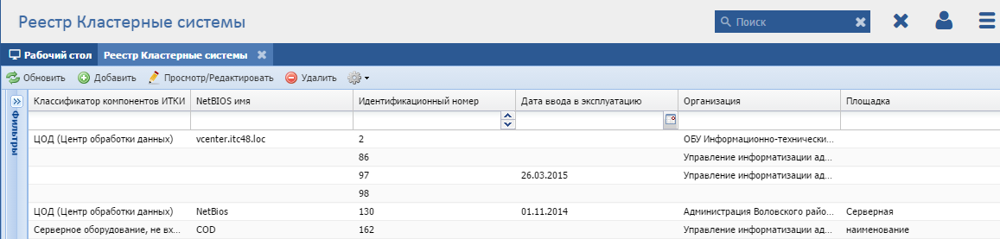 Реестр Кластерные системы
Поиск
Рабочий стол Реестр Кластерные системы
Обновить Добавить Просмотр/Редактировать Удалить
Фильтры
Классификатор компонентов ИТКИ NetBIOS имя Идентификационный номер Дата ввода в эксплуатацию Организация Площадка
ЦОД (Центр обработки данных) vcenter.itc48.loc 2 ОБУ Информационно-технически...
86 Управление информатизации ад...
97 26.03.2015 Управление информатизации ад...
98
ЦОД (Центр обработки данных) NetBios 130 01.11.2014 Администрация Воловского райо... Серверная
Серверное оборудование, не вх... COD 162 Управление информатизации ад... наименование